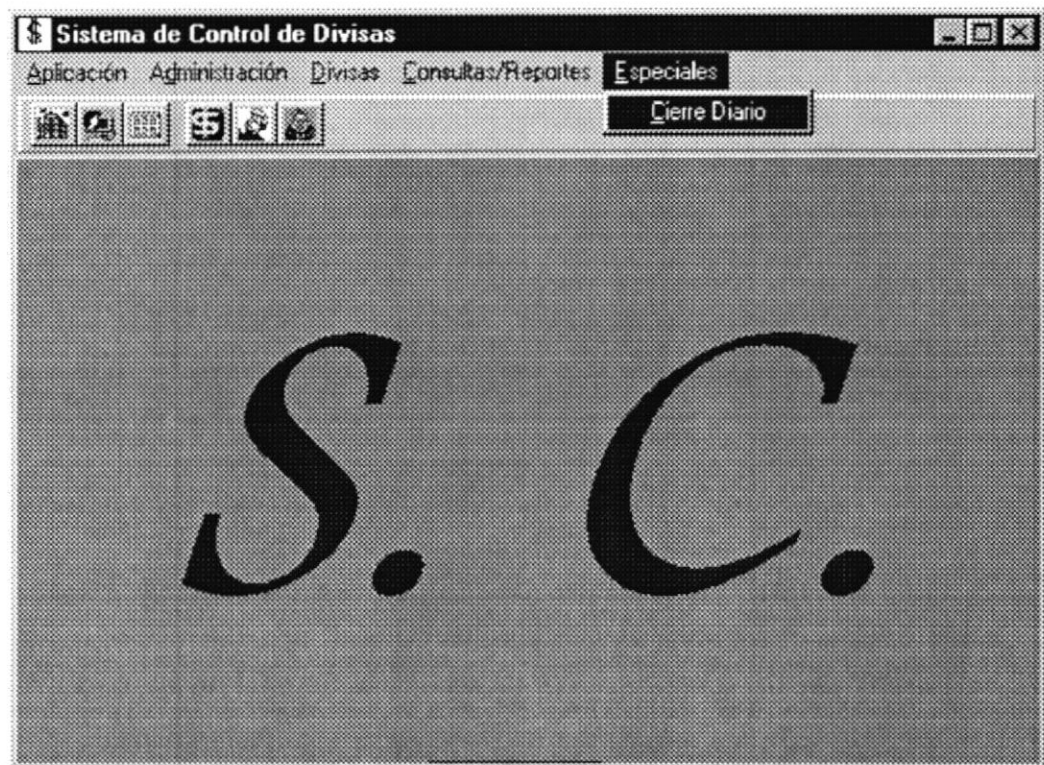 Sistema de Control de Divisas
Aplicación Administración Divisas Consultas/Reportes Especiales
Cierre Diario
S. C.